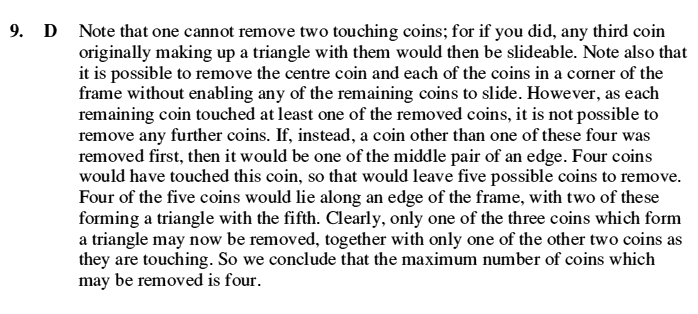 9. D Note that one cannot remove two touching coins; for if you did, any third coin
originally making up a triangle with them would then be slideable. Note also that
it is possible to remove the centre coin and each of the coins in a corner of the
frame without enabling any of the remaining coins to slide. However, as each
remaining coin touched at least one of the removed coins, it is not possible to
remove any further coins. If, instead, a coin other than one of these four was
removed first, then it would be one of the middle pair of an edge. Four coins
would have touched this coin, so that would leave five possible coins to remove.
Four of the five coins would lie along an edge of the frame, with two of these
forming a triangle with the fifth. Clearly, only one of the three coins which form
a triangle may now be removed, together with only one of the other two coins as
they are touching. So we conclude that the maximum number of coins which
may be removed is four.